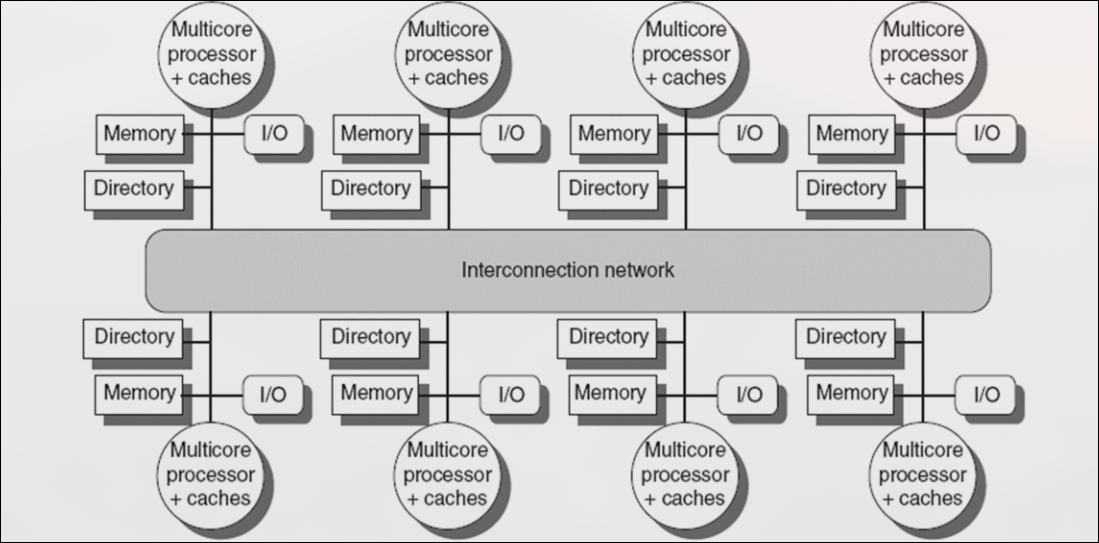 Multicore
processor
+ caches
Multicore
processor
+ caches
Multicore
processor
+ caches
Multicore
processor
+ caches
Memory
I/O
Memory
I/O
Memory
I/O
Memory
I/O
Directory
Directory
Directory
Directory
Interconnection network
Directory
Directory
Directory
Directory
Memory
I/O
Memory
I/O
Memory
I/O
Memory
I/O
Multicore
processor
+ caches
Multicore
processor
+ caches
Multicore
processor
+ caches
Multicore
processor
+ caches